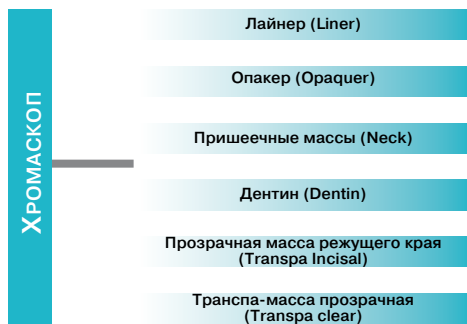 Хромаскоп
Лайнер (Liner)
Опакер (Opaquer)
Пришеечные массы (Neck)
Дентин (Dentin)
Прозрачная масса режущего края
(Transpa Incisal)
Транспа-масса прозрачная
(Transpa clear)